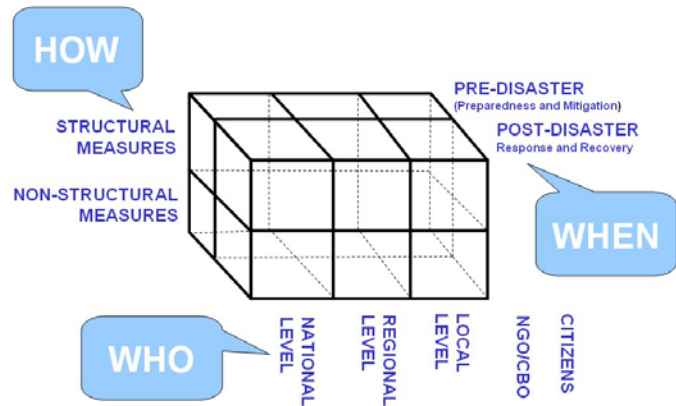 HOW
PRE-DISASTER
(Preparedness and Mitigation)
STRUCTURAL
MEASURES
POST-DISASTER
Response and Recovery
NON-STRUCTURAL
MEASURES
WHEN
WHO
NATIONAL
LEVEL
REGIONAL
LEVEL
LOCAL
LEVEL
NGO/CBO
CITIZENS